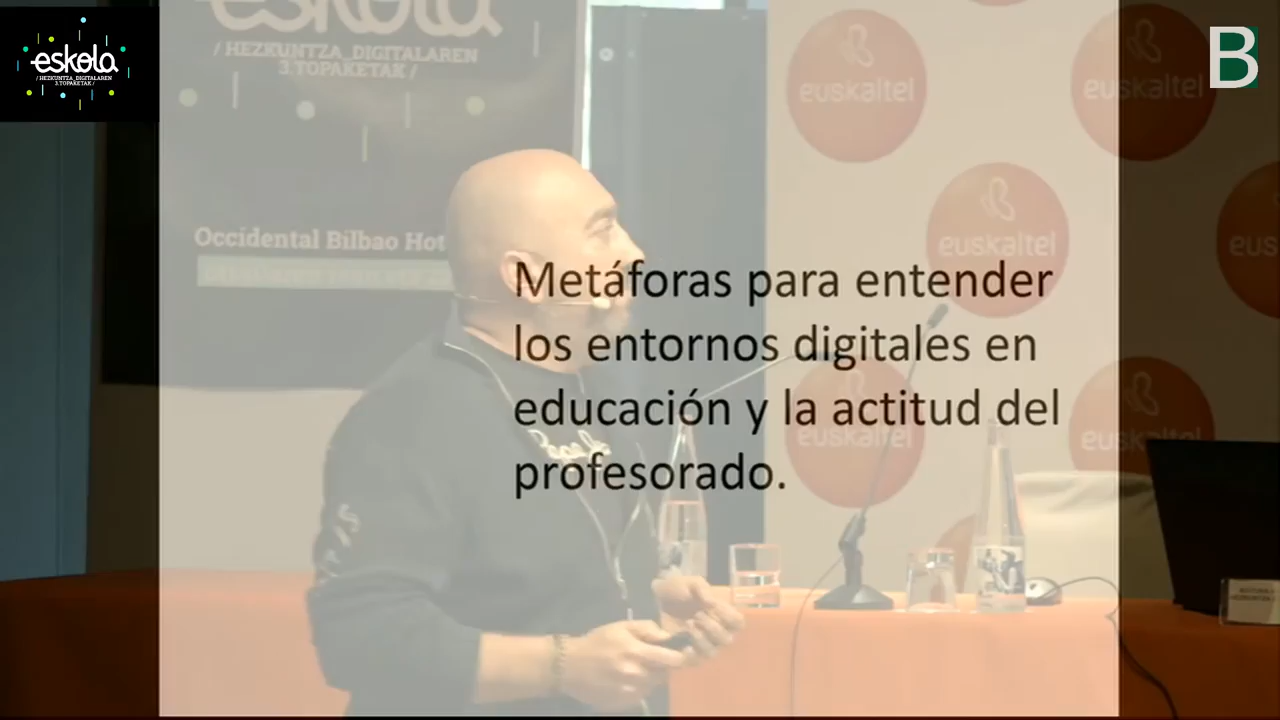 eskola
/ HEZKUNTZA_DIGITALAREN
3.TOPAKETAK /
B
eskola
/ HEZKUNTZA_DIGITALAREN
3.TOPAKETAK /
euskaltel
euskaltel
euskaltel
Occidental Bilbao Hot
Metáforas para entender
los entornos digitales en
educación y la actitud del
profesorado.
euskaltel
euskaltel